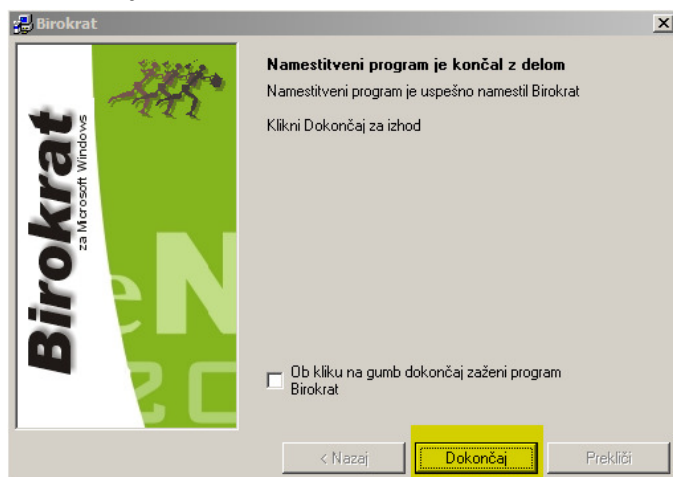 Birokrat
Birokrat
za Microsoft Windows
eN
Namestitveni program je končal z delom
Namestitveni program je uspešno namestil Birokrat
Klikni Dokončaj za izhod
Ob kliku na gumb dokončaj zaženi program
Birokrat
< Nazaj
Dokončaj
Prekliči